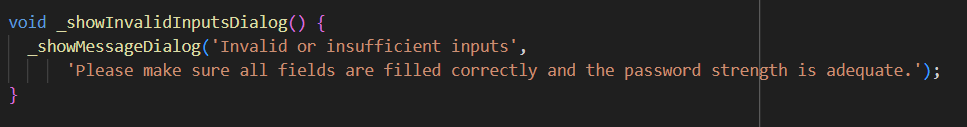 void _showInvalidInputsDialog() {
_showMessageDialog('Invalid or insufficient inputs',
'Please make sure all fields are filled correctly and the password strength is adequate.');
}